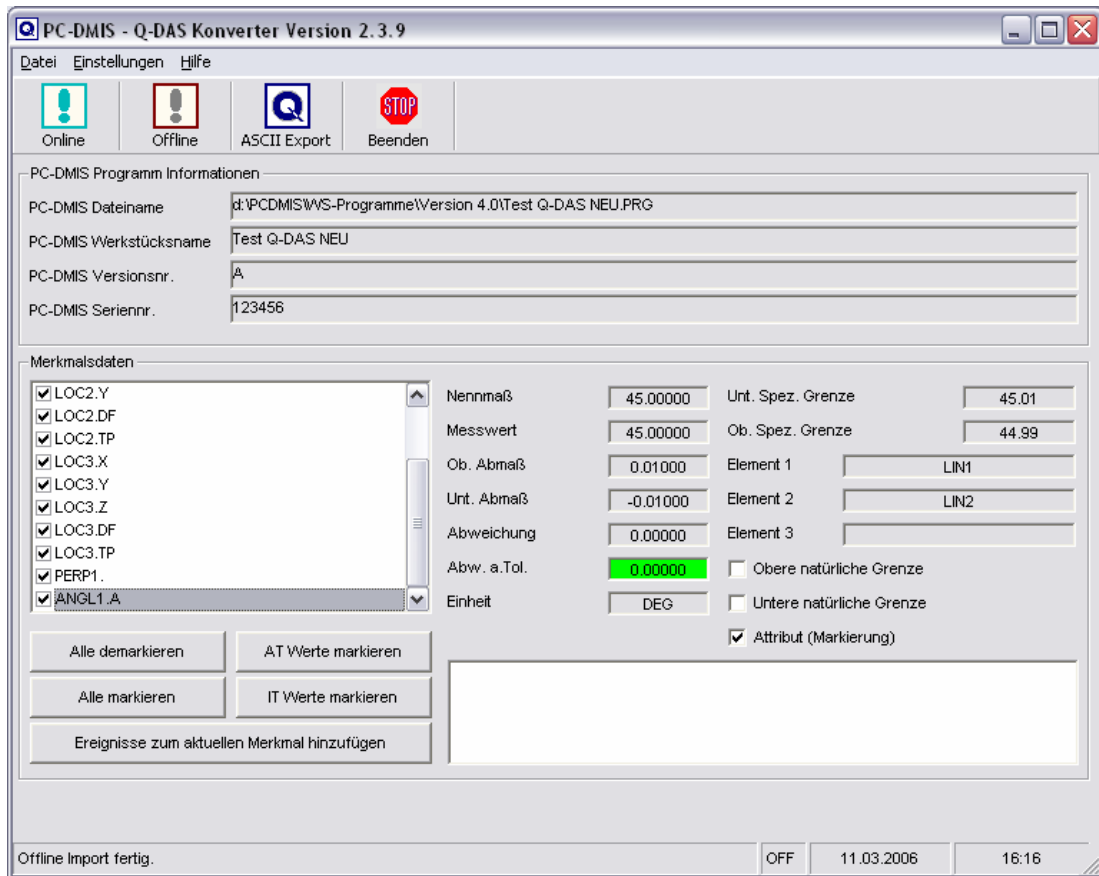 PC-DMIS - Q-DAS Konverter Version 2.3.9
Datei Einstellungen Hilfe
Online Offline ASCII Export STOP Beenden
PC-DMIS Programm Informationen
PC-DMIS Dateiname d:\PCDMIS\WS-Programme\Version 4.0\Test Q-DAS NEU.PRG
PC-DMIS Werkstücksname Test Q-DAS NEU
PC-DMIS Versionsnr. A
PC-DMIS Seriennr. 123456
Merkmalsdaten
LOC2.Y
LOC2.DF
LOC2.TP
LOC3.X
LOC3.Y
LOC3.Z
LOC3.DF
LOC3.TP
PERP1.
ANGL1.A
Nennmaß 45.00000
Messwert 45.00000
Ob. Abmaß 0.01000
Unt. Abmaß -0.01000
Abweichung 0.00000
Abw. a.Tol. 0.00000
Einheit DEG
Unt. Spez. Grenze 45.01
Ob. Spez. Grenze 44.99
Element 1 LIN1
Element 2 LIN2
Element 3
Obere natürliche Grenze
Untere natürliche Grenze
Attribut (Markierung)
Alle demarkieren AT Werte markieren
Alle markieren IT Werte markieren
Ereignisse zum aktuellen Merkmal hinzufügen
Offline Import fertig. OFF 11.03.2006 16:16